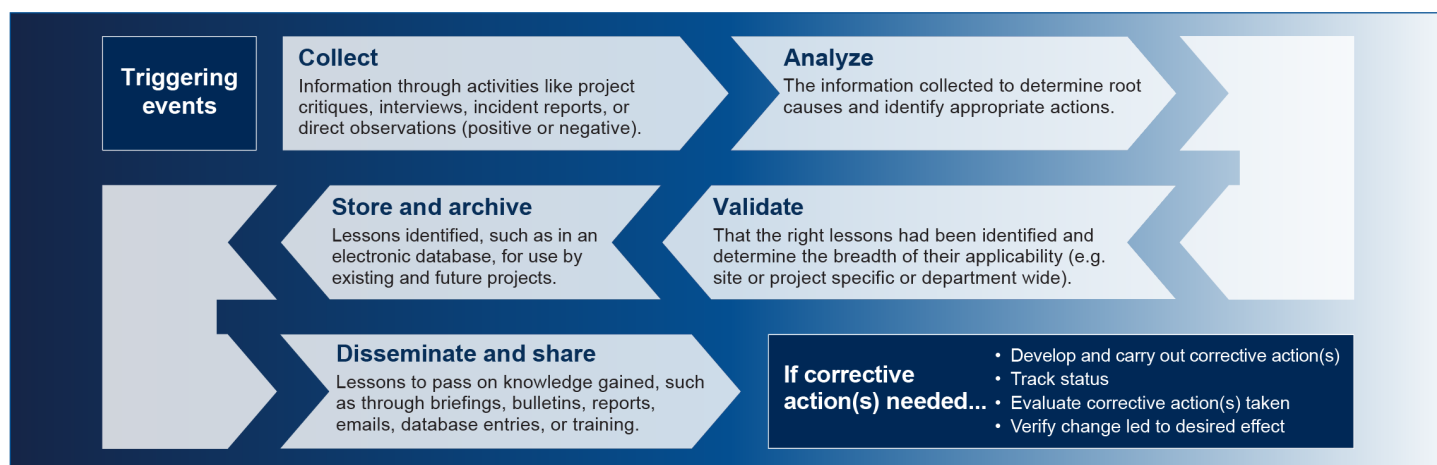 Triggering
events
Collect
Information through activities like project
critiques, interviews, incident reports, or
direct observations (positive or negative).
Analyze
The information collected to determine root
causes and identify appropriate actions.
Validate
That the right lessons had been identified and
determine the breadth of their applicability (e.g.
site or project specific or department wide).
Store and archive
Lessons identified, such as in an
electronic database, for use by
existing and future projects.
Disseminate and share
Lessons to pass on knowledge gained, such
as through briefings, bulletins, reports,
emails, database entries, or training.
If corrective
action(s) needed...
• Develop and carry out corrective action(s)
• Track status
• Evaluate corrective action(s) taken
• Verify change led to desired effect